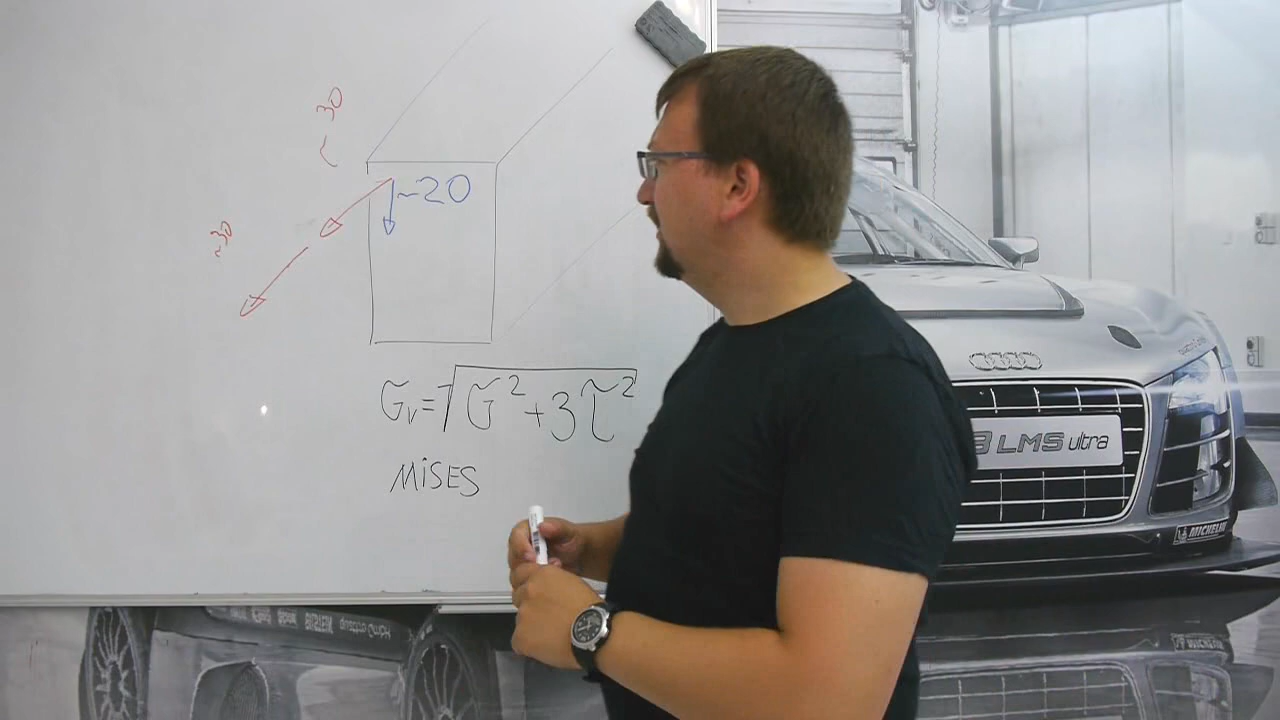 30
~30
~20
σᵥ=√σ²+3τ²
MISES
R8 LMS ultra
MICHELIN